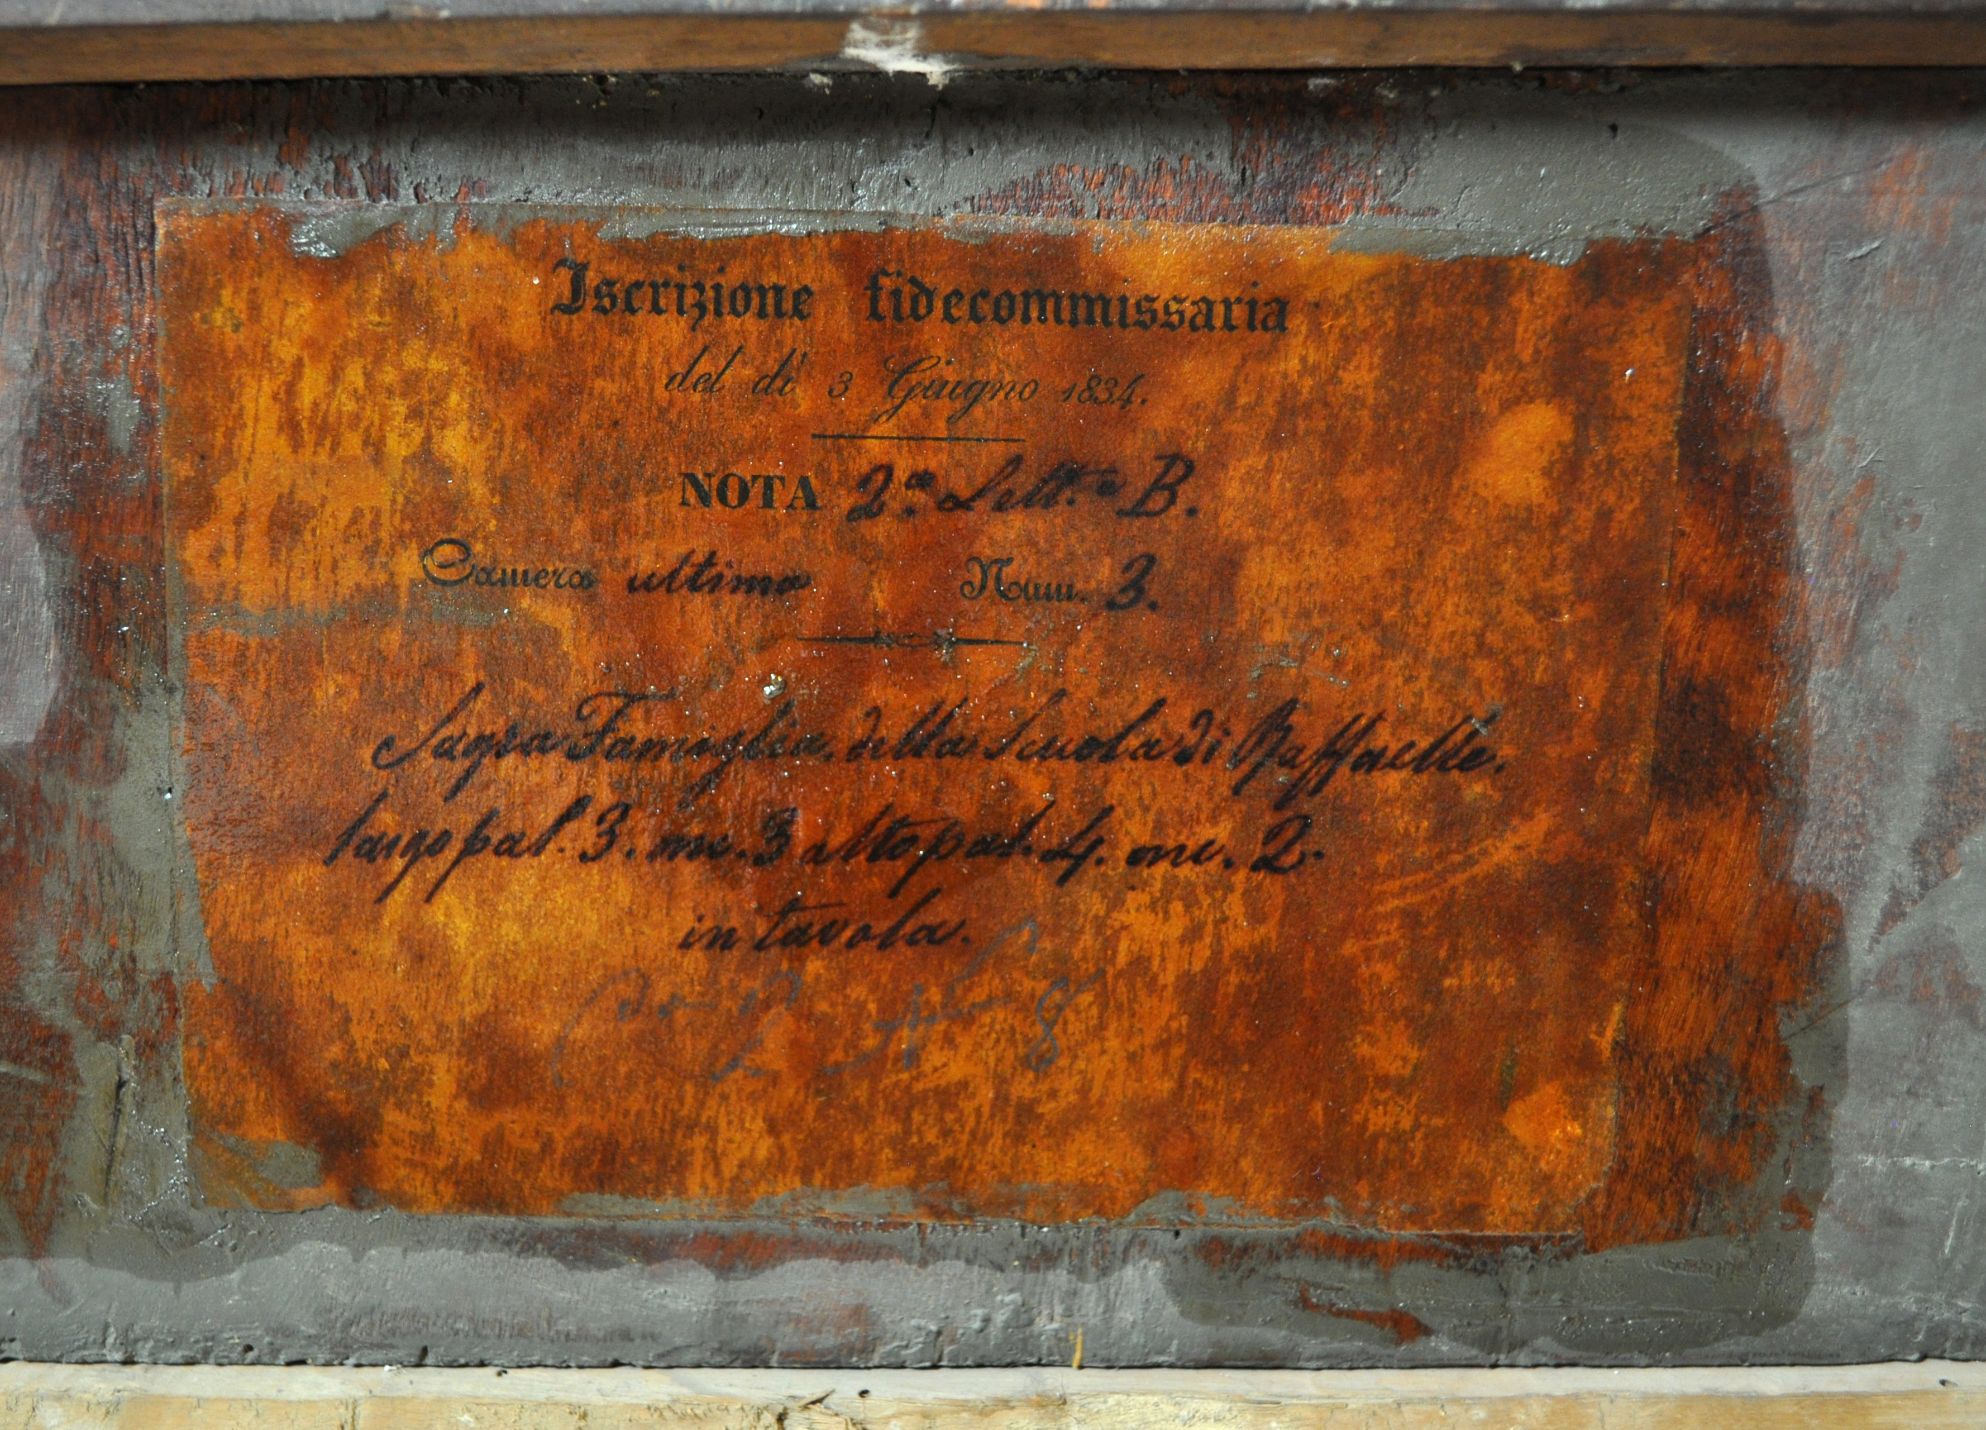 Iscrizione fidecommissaria
del di 3 Giugno 1834.
NOTA 2.a Lett.a B.
Camera ultima Num. 3.
Sagra Famiglia della Scuola di Raffaelle.
largo pal. 3. onc. 3 alto pal. 4. onc. 2.
in tavola.